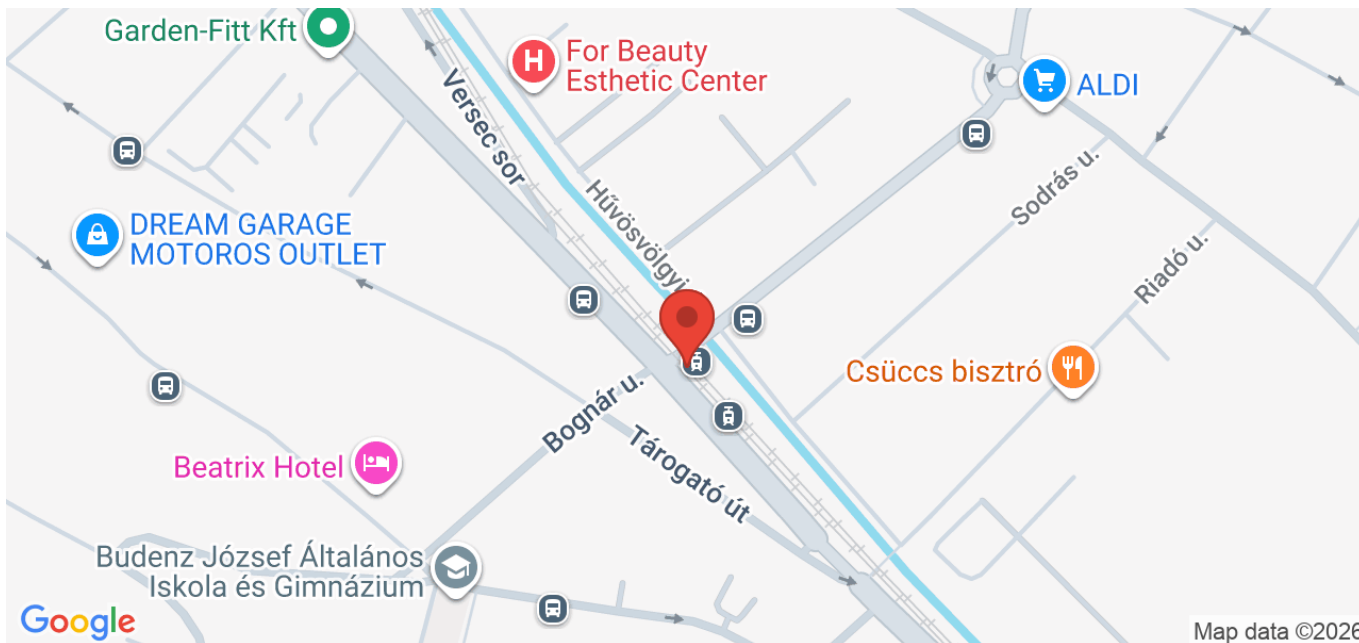 Garden-Fitt Kft
For Beauty
Esthetic Center
H
ALDI
Versec sor
Hűvösvölgyi
Sodrás u.
DREAM GARAGE
MOTOROS OUTLET
Riadó u.
Csüccs bisztró
Bognár u.
Tárogató út
Beatrix Hotel
Budenz József Általános
Iskola és Gimnázium
Google
Map data ©2026